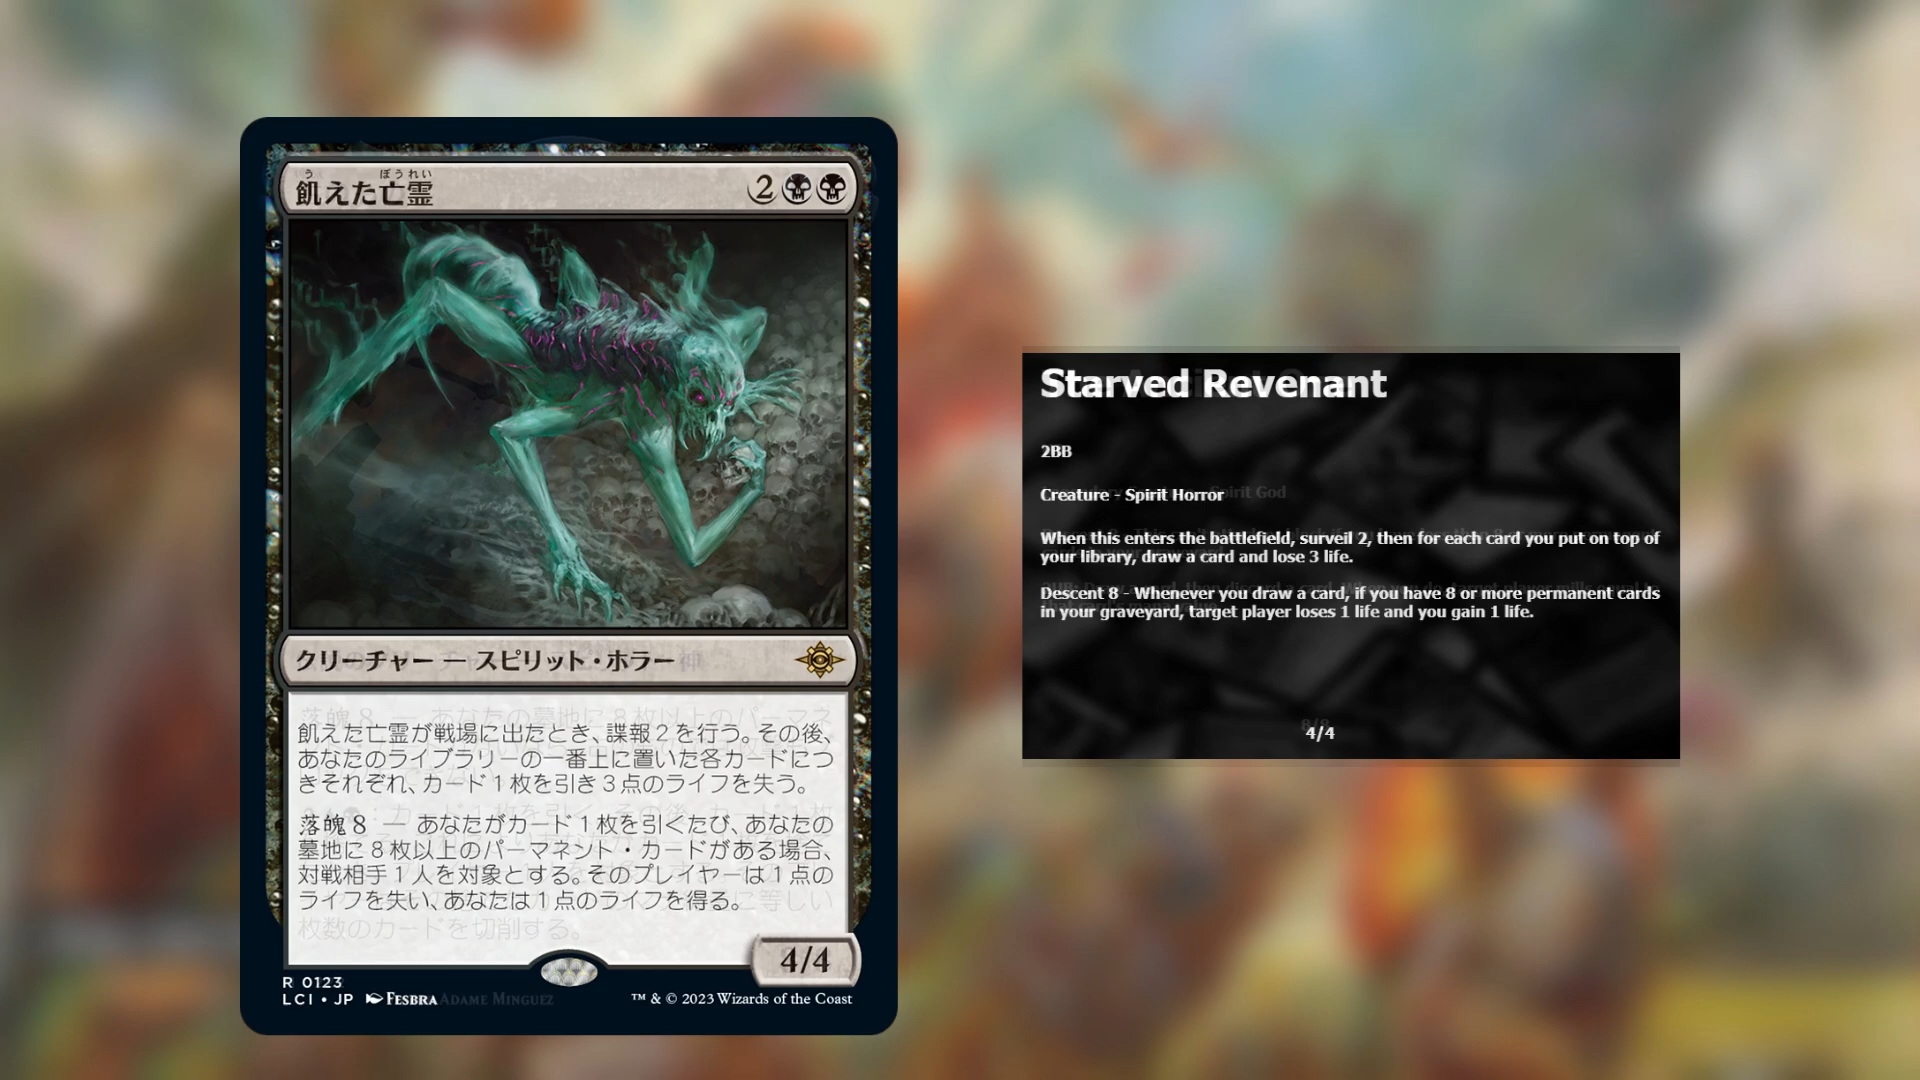 う ぼうれい
飢えた亡霊
2
クリーチャー — スピリット・ホラー
飢えた亡霊が戦場に出たとき、諜報2を行う。その後、
あなたのライブラリーの一番上に置いた各カードにつ
きそれぞれ、カード1枚を引き3点のライフを失う。
落魄8 — あなたがカード1枚を引くたび、あなたの
墓地に8枚以上のパーマネント・カードがある場合、
対戦相手1人を対象とする。そのプレイヤーは1点の
ライフを失い、あなたは1点のライフを得る。
枚数のカードを切削する。
4/4
R 0123
LCI • JP FESBRA ADAME MINGUEZ
™ & © 2023 Wizards of the Coast
Starved Revenant
2BB
Creature - Spirit Horror
When this enters the battlefield, surveil 2, then for each card you put on top of
your library, draw a card and lose 3 life.
Descent 8 - Whenever you draw a card, if you have 8 or more permanent cards
in your graveyard, target player loses 1 life and you gain 1 life.
4/4